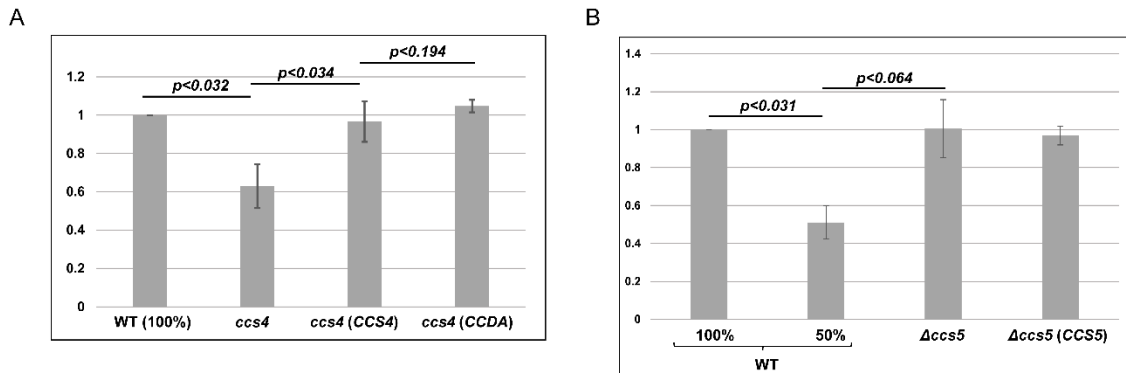 A
p<0.194
p<0.034
p<0.032
1.2
1
0.8
0.6
0.4
0.2
0
WT (100%) ccs4 ccs4 (CCS4) ccs4 (CCDA)
B
1.4
1.2
1
0.8
0.6
0.4
0.2
0
p<0.064
p<0.031
100% 50% Δccs5 Δccs5 (CCS5)
WT